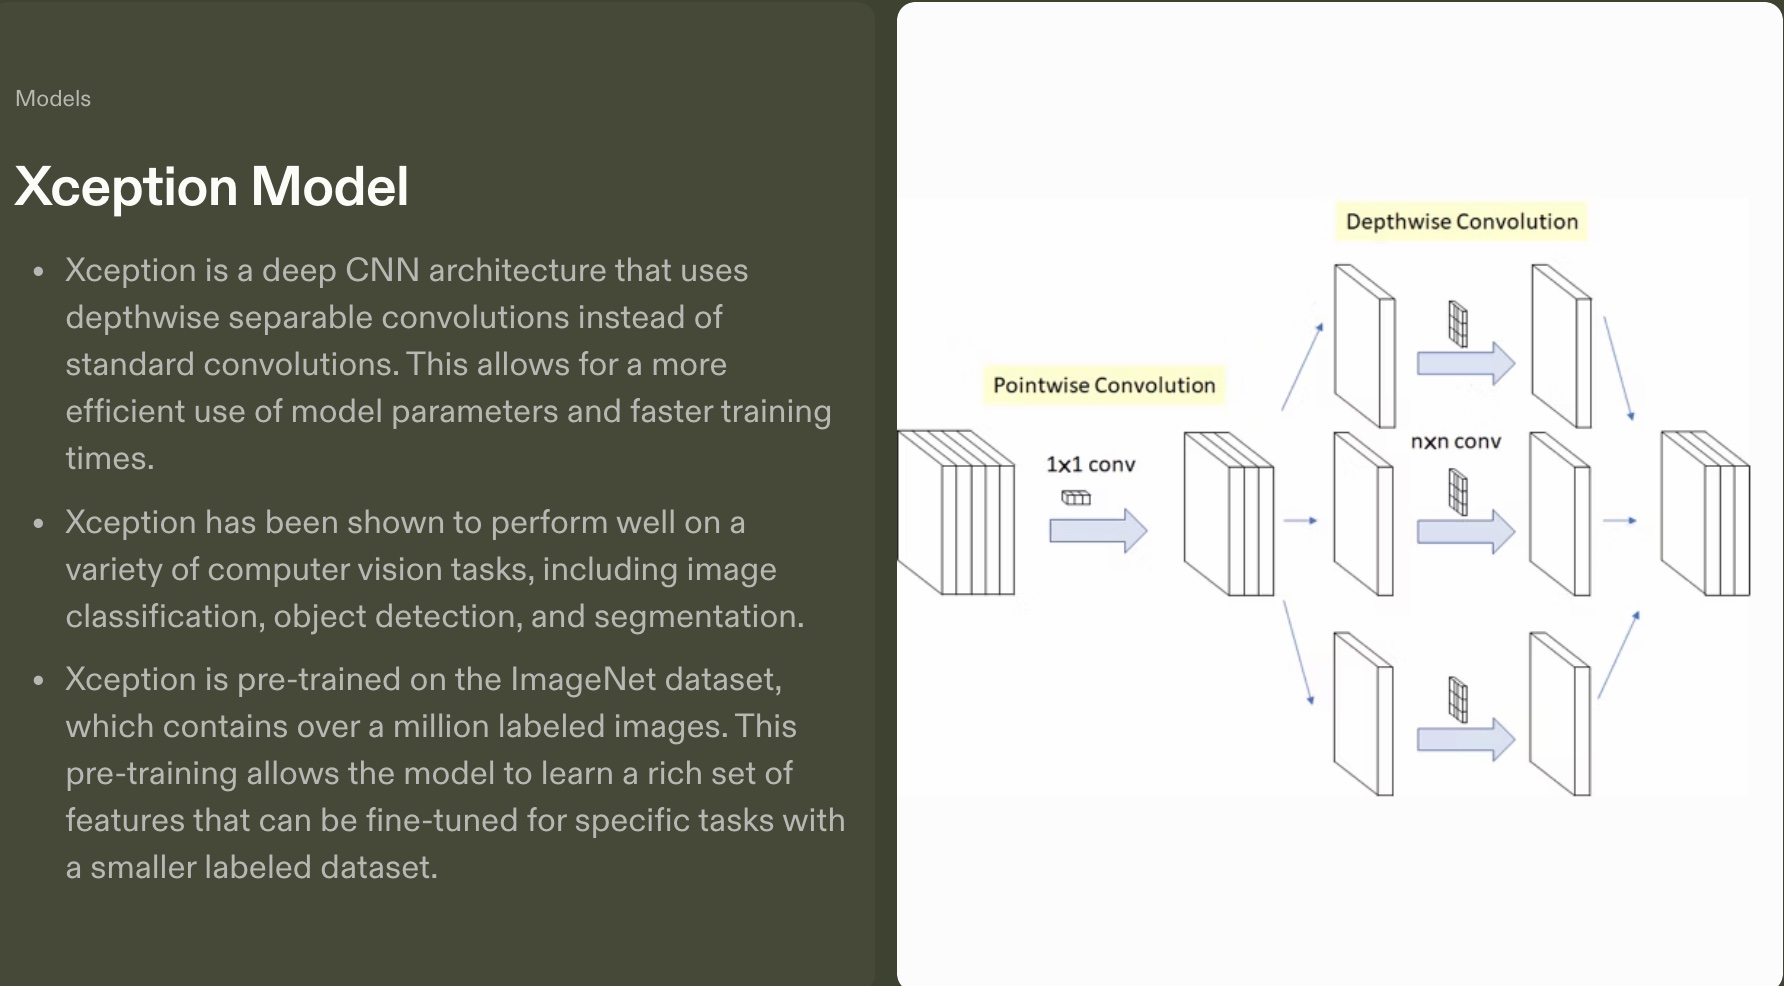 Models
Xception Model
• Xception is a deep CNN architecture that uses
depthwise separable convolutions instead of
standard convolutions. This allows for a more
efficient use of model parameters and faster training
times.
• Xception has been shown to perform well on a
variety of computer vision tasks, including image
classification, object detection, and segmentation.
• Xception is pre-trained on the ImageNet dataset,
which contains over a million labeled images. This
pre-training allows the model to learn a rich set of
features that can be fine-tuned for specific tasks with
a smaller labeled dataset.
Depthwise Convolution
Pointwise Convolution
nxn conv
1x1 conv